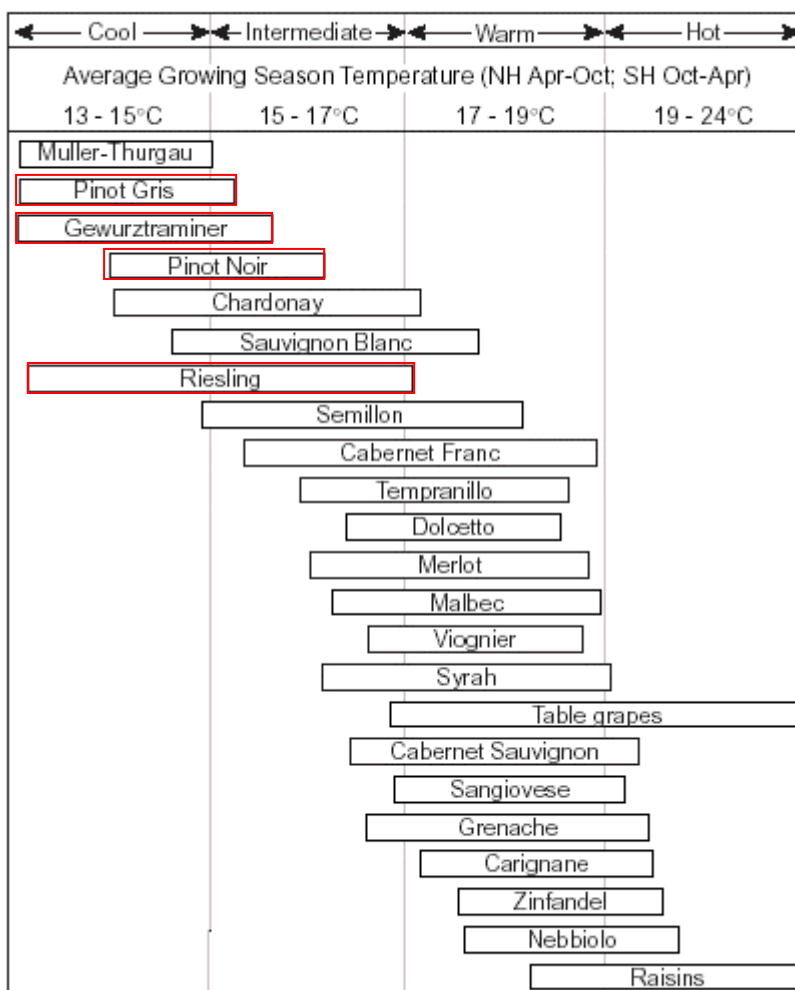 Cool Intermediate Warm Hot
Average Growing Season Temperature (NH Apr-Oct; SH Oct-Apr)
13 - 15°C 15 - 17°C 17 - 19°C 19 - 24°C
Muller-Thurgau
Pinot Gris
Gewurztraminer
Pinot Noir
Chardonay
Sauvignon Blanc
Riesling
Semillon
Cabernet Franc
Tempranillo
Dolcetto
Merlot
Malbec
Viognier
Syrah
Table grapes
Cabernet Sauvignon
Sangiovese
Grenache
Carignane
Zinfandel
Nebbiolo
Raisins